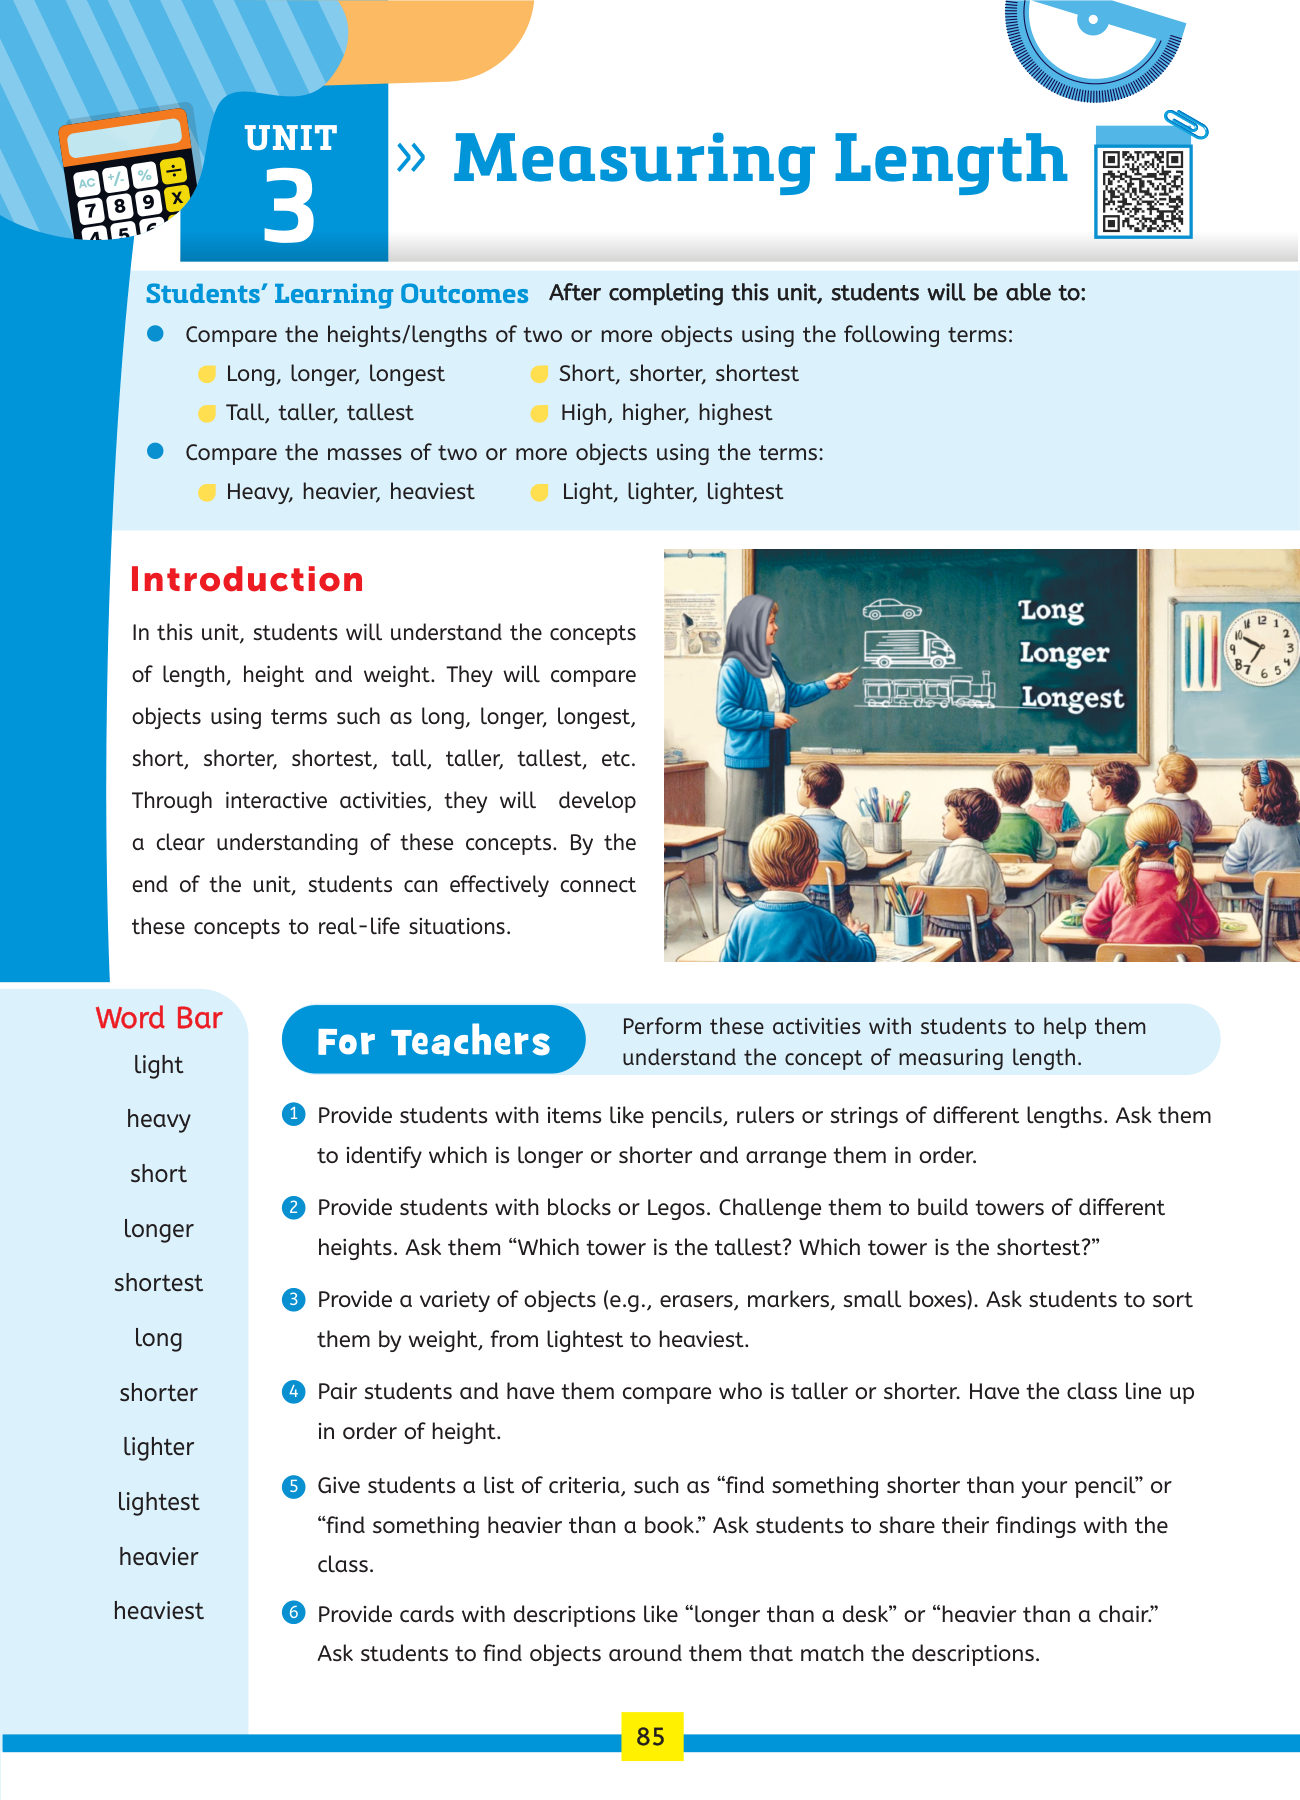 UNIT
3
» Measuring Length
AC +/- % ÷
7 8 9 X
4 5 6
Students’ Learning Outcomes After completing this unit, students will be able to:
Compare the heights/lengths of two or more objects using the following terms:
Long, longer, longest
Short, shorter, shortest
Tall, taller, tallest
High, higher, highest
Compare the masses of two or more objects using the terms:
Heavy, heavier, heaviest
Light, lighter, lightest
Introduction
In this unit, students will understand the concepts
of length, height and weight. They will compare
objects using terms such as long, longer, longest,
short, shorter, shortest, tall, taller, tallest, etc.
Through interactive activities, they will develop
a clear understanding of these concepts. By the
end of the unit, students can effectively connect
these concepts to real-life situations.
Long
Longer
Longest
Word Bar
light
heavy
short
longer
shortest
long
shorter
lighter
lightest
heavier
heaviest
For Teachers
Perform these activities with students to help them
understand the concept of measuring length.
1 Provide students with items like pencils, rulers or strings of different lengths. Ask them
to identify which is longer or shorter and arrange them in order.
2 Provide students with blocks or Legos. Challenge them to build towers of different
heights. Ask them “Which tower is the tallest? Which tower is the shortest?”
3 Provide a variety of objects (e.g., erasers, markers, small boxes). Ask students to sort
them by weight, from lightest to heaviest.
4 Pair students and have them compare who is taller or shorter. Have the class line up
in order of height.
5 Give students a list of criteria, such as “find something shorter than your pencil” or
“find something heavier than a book.” Ask students to share their findings with the
class.
6 Provide cards with descriptions like “longer than a desk” or “heavier than a chair.”
Ask students to find objects around them that match the descriptions.
85